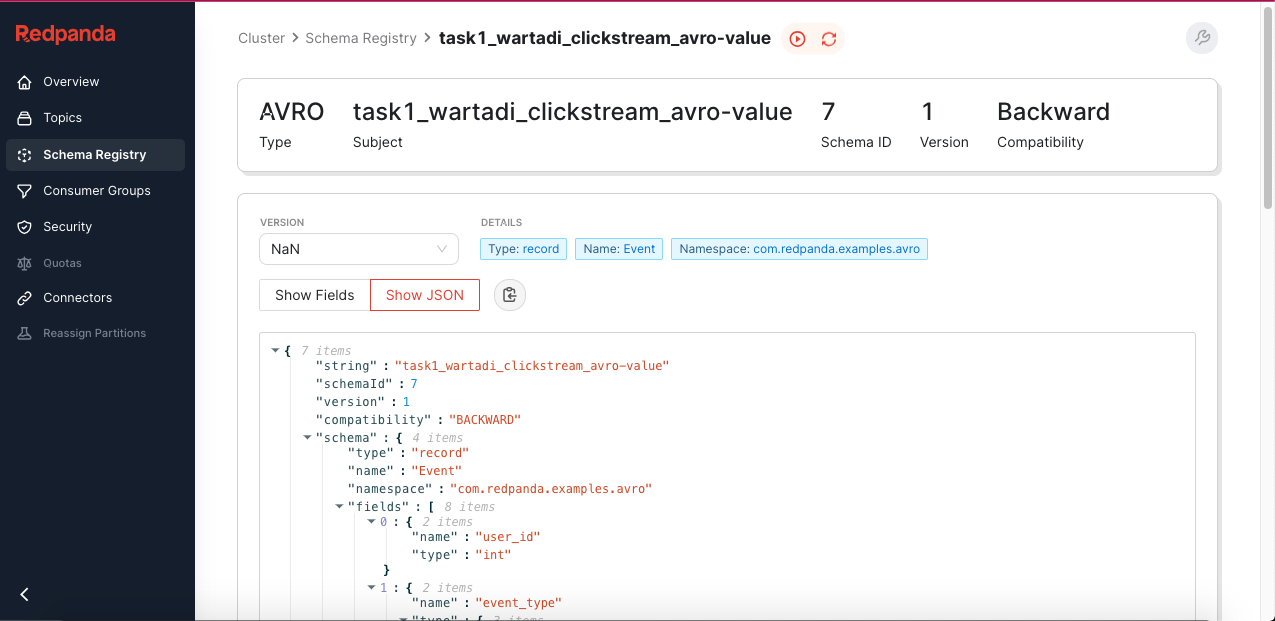 Redpanda
Cluster > Schema Registry > task1_wartadi_clickstream_avro-value
Overview
Topics
Schema Registry
Consumer Groups
Security
Quotas
Connectors
Reassign Partitions
AVRO task1_wartadi_clickstream_avro-value 7 1 Backward
Type Subject Schema ID Version Compatibility
VERSION DETAILS
NaN Type: record Name: Event Namespace: com.redpanda.examples.avro
Show Fields Show JSON
{ 7 items
"string" : "task1_wartadi_clickstream_avro-value"
"schemaId" : 7
"version" : 1
"compatibility" : "BACKWARD"
"schema" : { 4 items
"type" : "record"
"name" : "Event"
"namespace" : "com.redpanda.examples.avro"
"fields" : [ 8 items
0 : { 2 items
"name" : "user_id"
"type" : "int"
}
1 : { 2 items
"name" : "event_type"
"type" : { 3 items